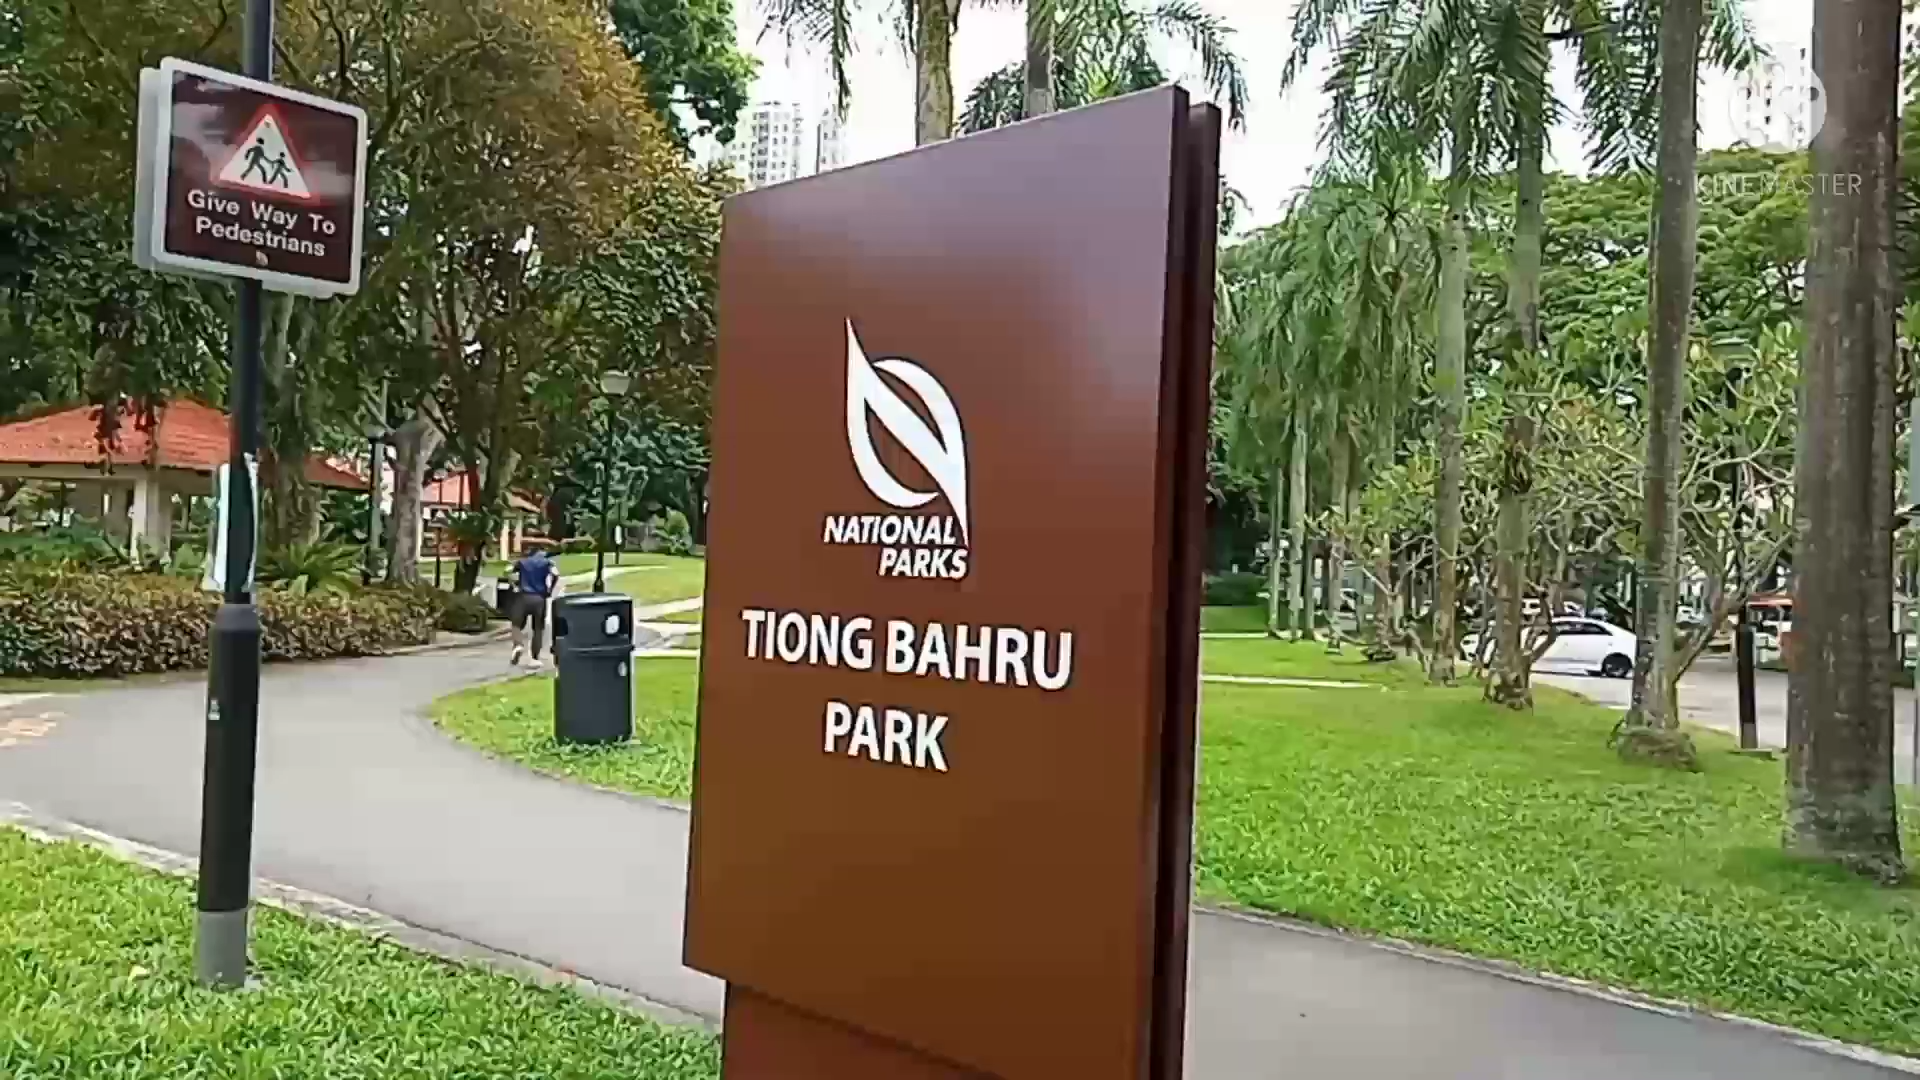 Give Way To
Pedestrians
NATIONAL
PARKS
TIONG BAHRU
PARK
KINEMASTER